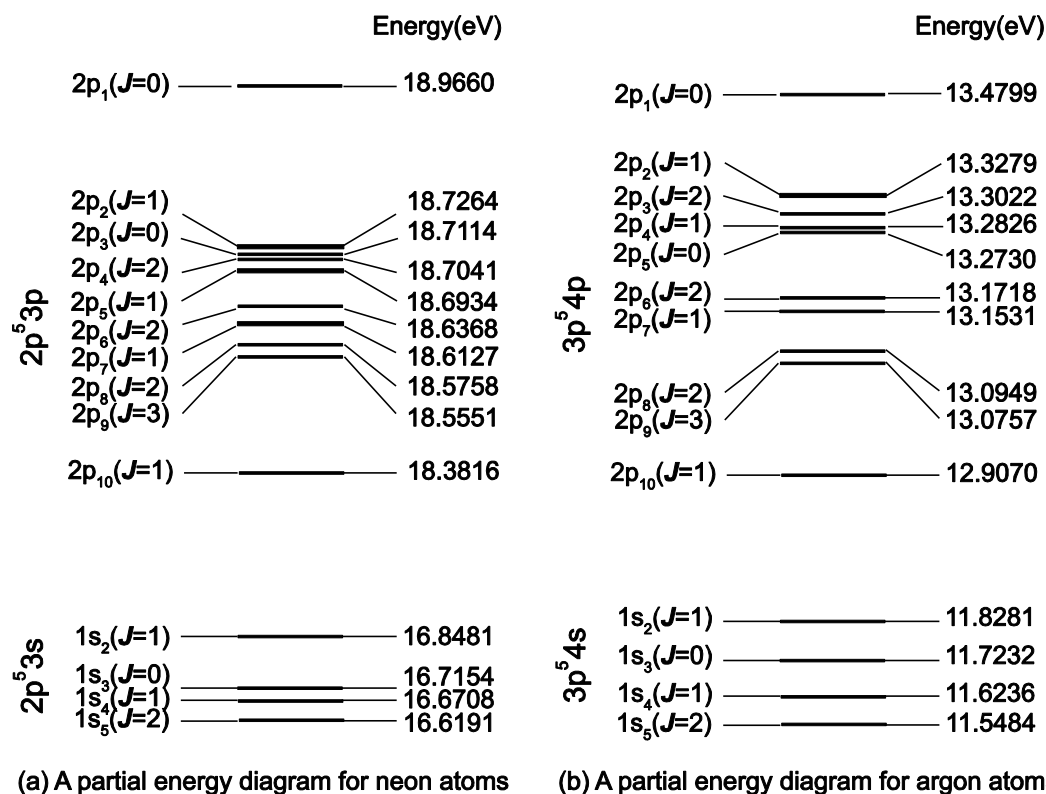 Energy(eV)
2p1(J=0) 18.9660
2p2(J=1) 18.7264
2p3(J=0) 18.7114
2p4(J=2) 18.7041
2p5(J=1) 18.6934
2p6(J=2) 18.6368
2p7(J=1) 18.6127
2p8(J=2) 18.5758
2p9(J=3) 18.5551
2p10(J=1) 18.3816
2p⁵3p
1s2(J=1) 16.8481
1s3(J=0) 16.7154
1s4(J=1) 16.6708
1s5(J=2) 16.6191
2p⁵3s
(a) A partial energy diagram for neon atoms
Energy(eV)
2p1(J=0) 13.4799
2p2(J=1) 13.3279
2p3(J=2) 13.3022
2p4(J=1) 13.2826
2p5(J=0) 13.2730
2p6(J=2) 13.1718
2p7(J=1) 13.1531
2p8(J=2) 13.0949
2p9(J=3) 13.0757
2p10(J=1) 12.9070
3p⁵4p
1s2(J=1) 11.8281
1s3(J=0) 11.7232
1s4(J=1) 11.6236
1s5(J=2) 11.5484
3p⁵4s
(b) A partial energy diagram for argon atom